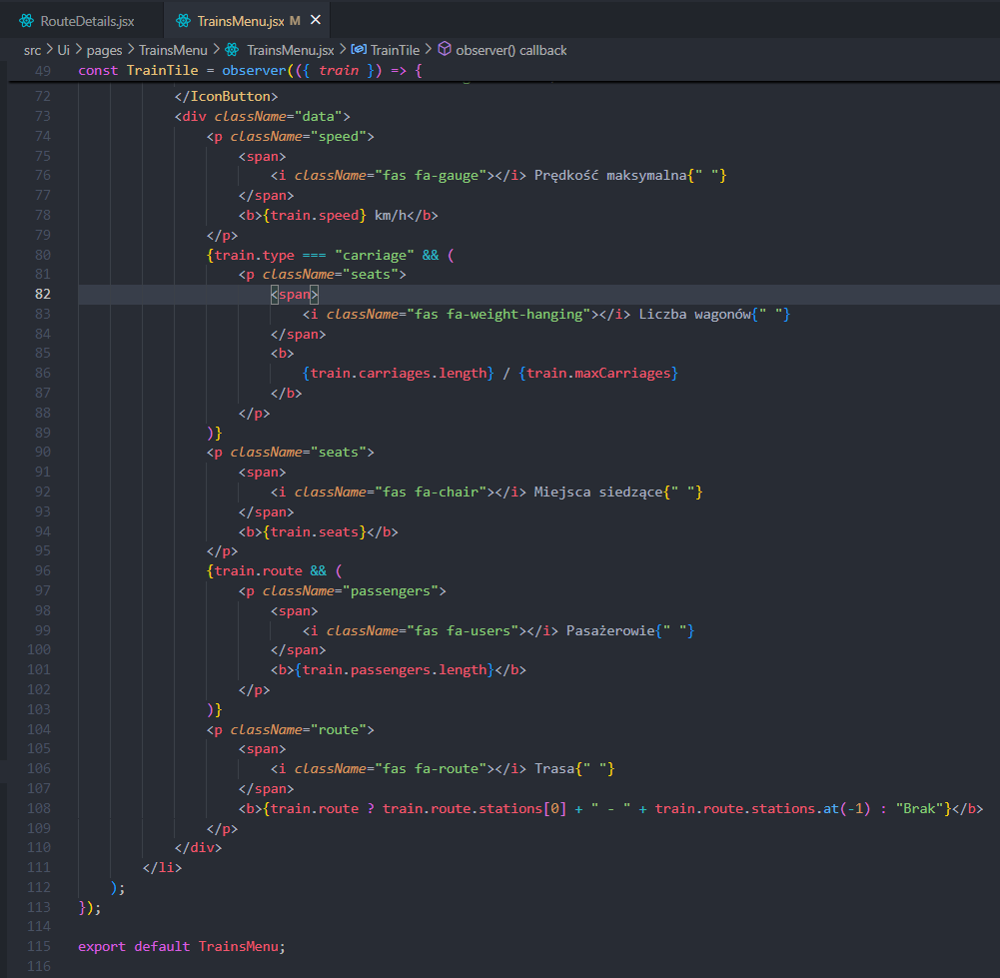 RouteDetails.jsx
TrainsMenu.jsx M
src > Ui > pages > TrainsMenu > TrainsMenu.jsx > TrainTile > observer() callback
49 const TrainTile = observer(({ train }) => {
72 </IconButton>
73 <div className="data">
74 <p className="speed">
75 <span>
76 <i className="fas fa-gauge"></i> Prędkość maksymalna{" "}
77 </span>
78 <b>{train.speed} km/h</b>
79 </p>
80 {train.type === "carriage" && (
81 <p className="seats">
82 <span>
83 <i className="fas fa-weight-hanging"></i> Liczba wagonów{" "}
84 </span>
85 <b>
86 {train.carriages.length} / {train.maxCarriages}
87 </b>
88 </p>
89 )}
90 <p className="seats">
91 <span>
92 <i className="fas fa-chair"></i> Miejsca siedzące{" "}
93 </span>
94 <b>{train.seats}</b>
95 </p>
96 {train.route && (
97 <p className="passengers">
98 <span>
99 <i className="fas fa-users"></i> Pasażerowie{" "}
100 </span>
101 <b>{train.passengers.length}</b>
102 </p>
103 )}
104 <p className="route">
105 <span>
106 <i className="fas fa-route"></i> Trasa{" "}
107 </span>
108 <b>{train.route ? train.route.stations[0] + " - " + train.route.stations.at(-1) : "Brak"}</b>
109 </p>
110 </div>
111 </li>
112 );
113 });
114
115 export default TrainsMenu;
116